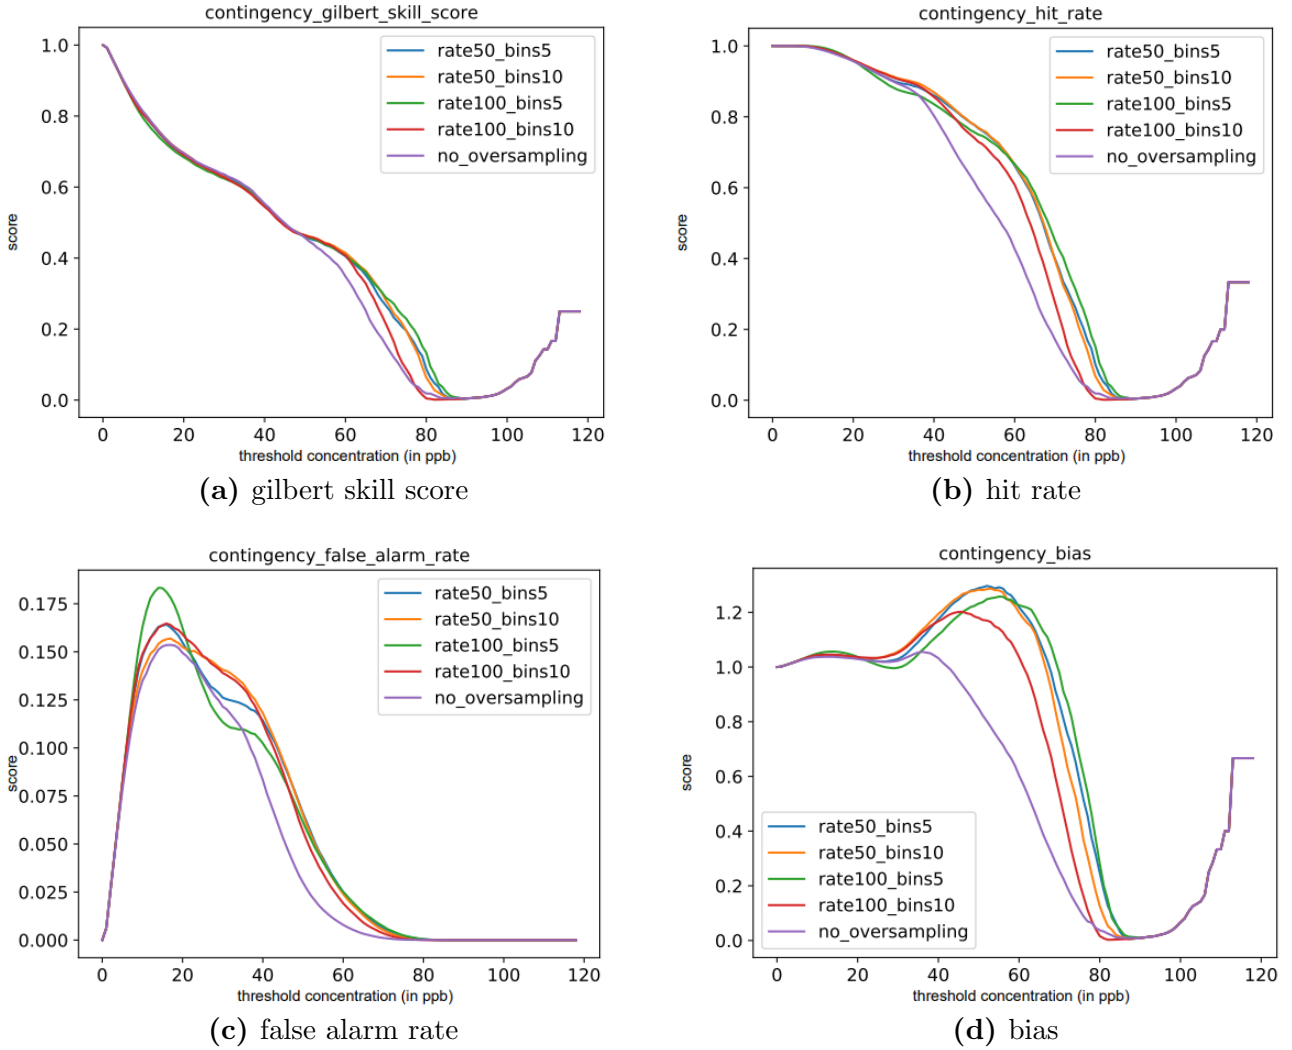 contingency_gilbert_skill_score
1.0
0.8
0.6
0.4
0.2
0.0
score
rate50_bins5
rate50_bins10
rate100_bins5
rate100_bins10
no_oversampling
0 20 40 60 80 100 120
threshold concentration (in ppb)
(a) gilbert skill score
contingency_hit_rate
1.0
0.8
0.6
0.4
0.2
0.0
score
rate50_bins5
rate50_bins10
rate100_bins5
rate100_bins10
no_oversampling
0 20 40 60 80 100 120
threshold concentration (in ppb)
(b) hit rate
contingency_false_alarm_rate
0.175
0.150
0.125
0.100
0.075
0.050
0.025
0.000
score
rate50_bins5
rate50_bins10
rate100_bins5
rate100_bins10
no_oversampling
0 20 40 60 80 100 120
threshold concentration (in ppb)
(c) false alarm rate
contingency_bias
1.2
1.0
0.8
0.6
0.4
0.2
0.0
score
rate50_bins5
rate50_bins10
rate100_bins5
rate100_bins10
no_oversampling
0 20 40 60 80 100 120
threshold concentration (in ppb)
(d) bias